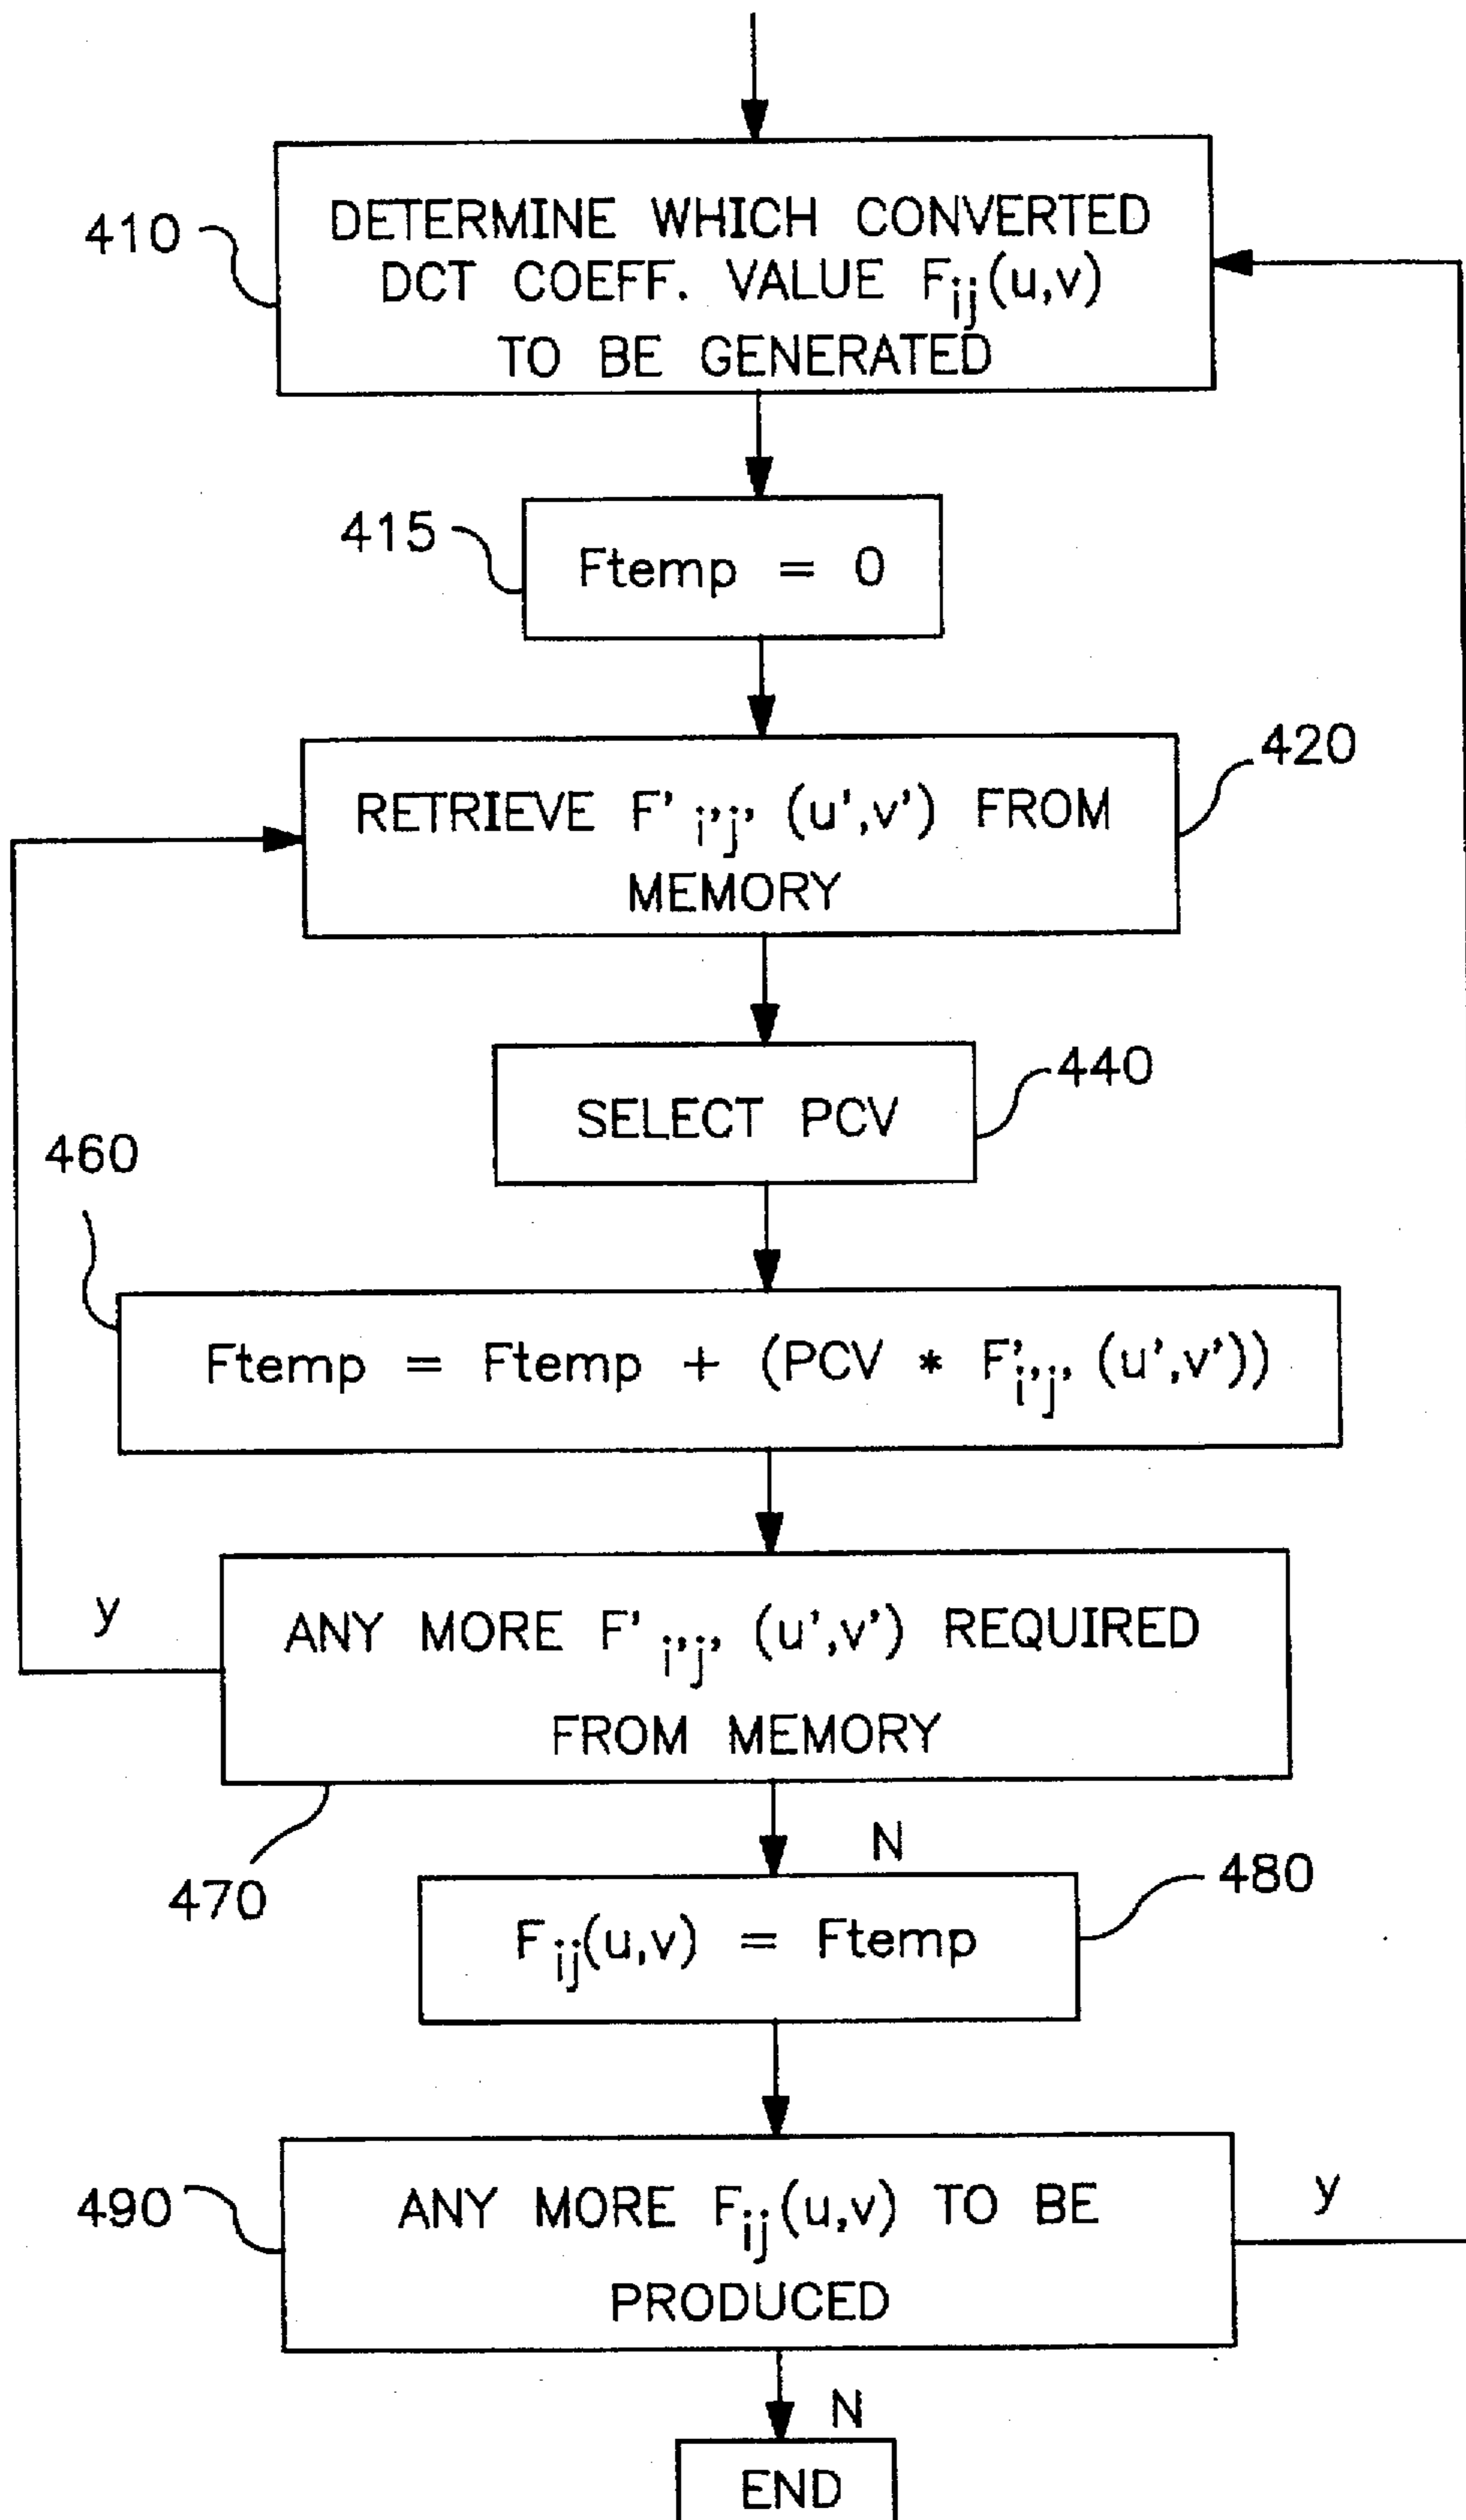 410
DETERMINE WHICH CONVERTED
DCT COEFF. VALUE Fij(u,v)
TO BE GENERATED
415
Ftemp = 0
420
RETRIEVE F'i'j' (u',v') FROM
MEMORY
440
SELECT PCV
460
Ftemp = Ftemp + (PCV * F'i'j' (u',v'))
y
ANY MORE F'i'j' (u',v') REQUIRED
FROM MEMORY
470
N
480
Fij(u,v) = Ftemp
490
ANY MORE Fij(u,v) TO BE
PRODUCED
y
N
END